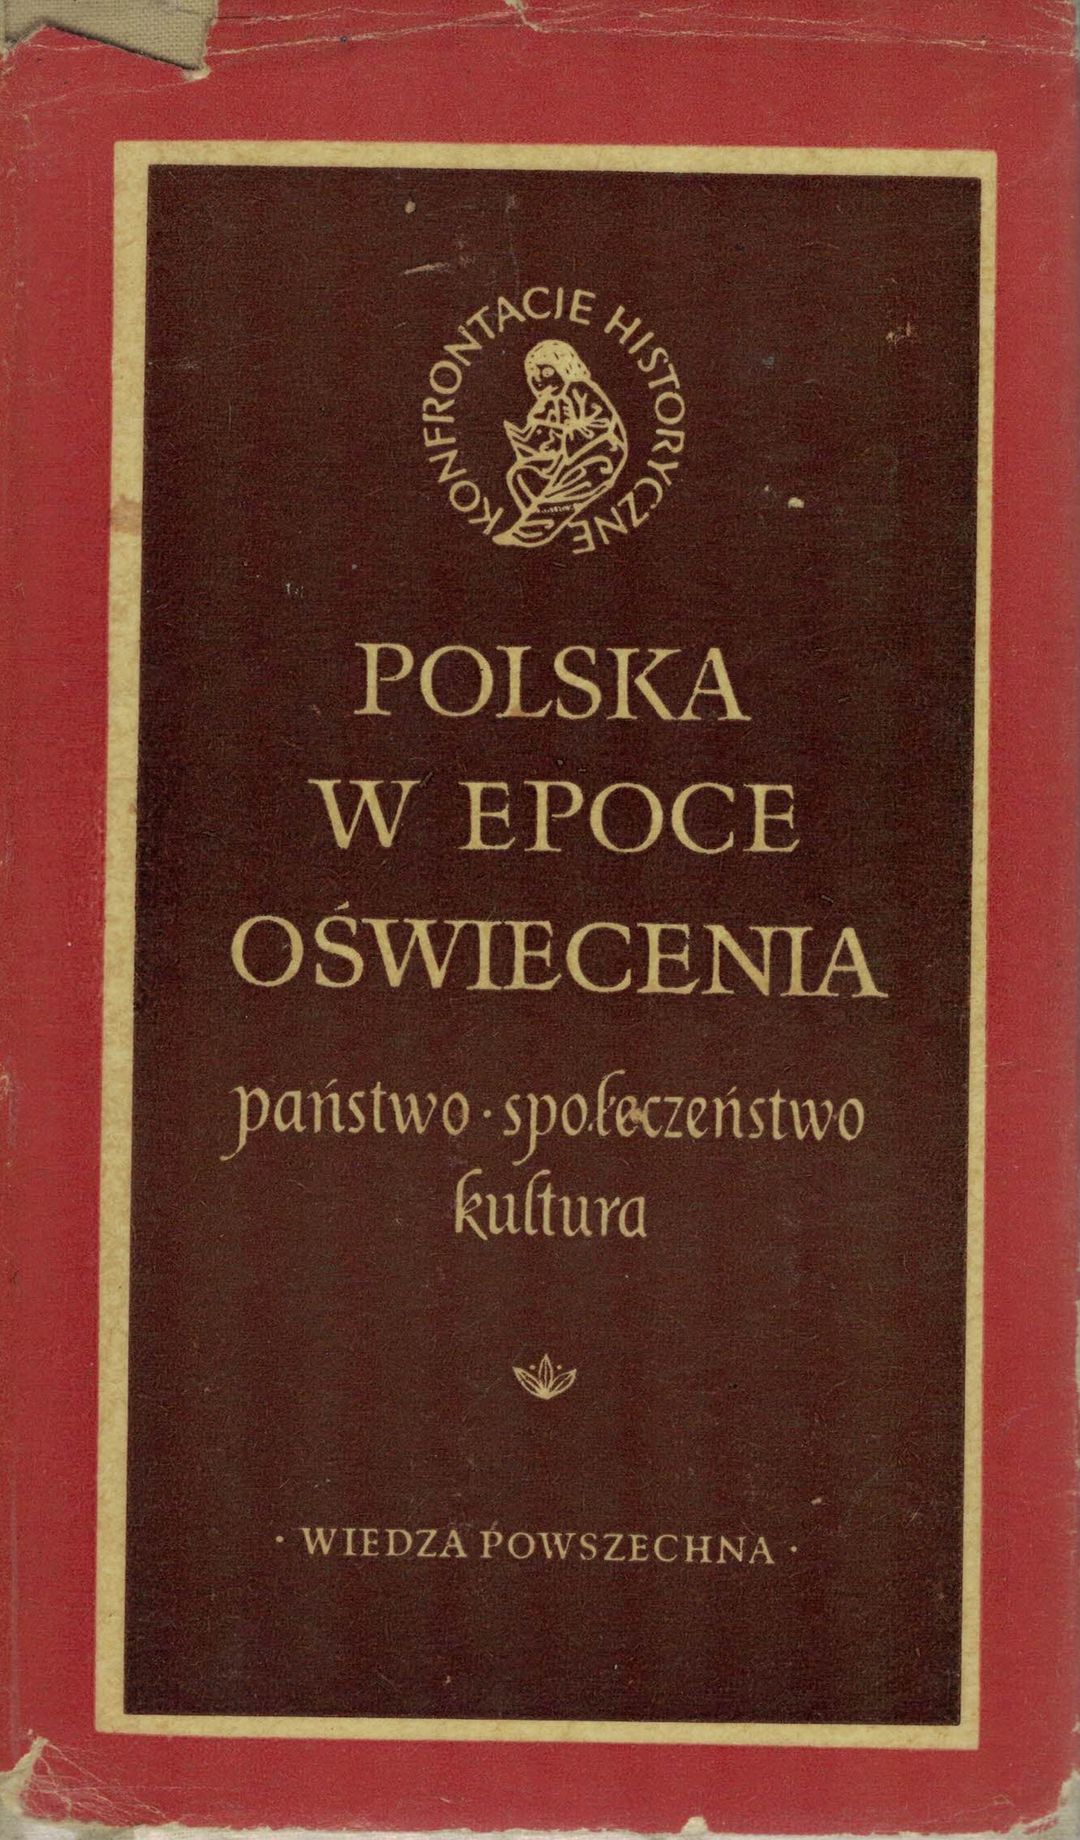 KONFRONTACJE HISTORYCZNE
POLSKA
W EPOCE
OŚWIECENIA
państwo · społeczeństwo
kultura
· WIEDZA POWSZECHNA ·